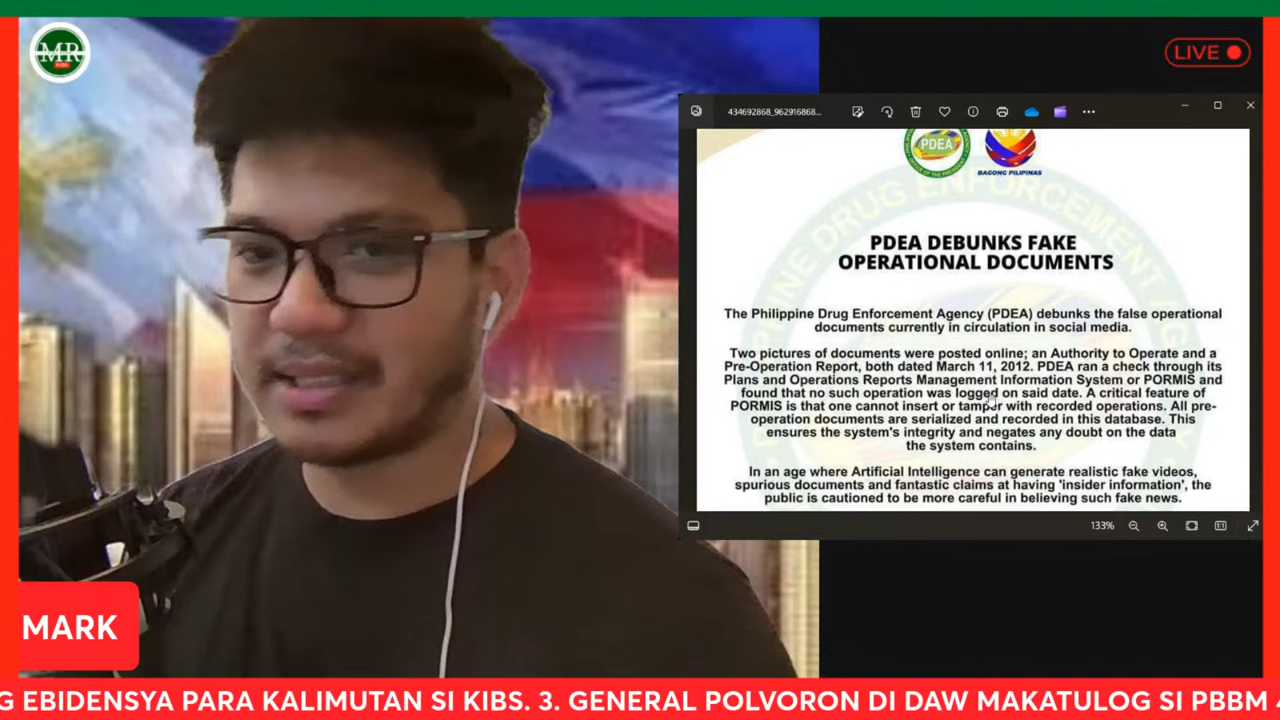 MR
LIVE
434692868_962916868...
PDEA
BAGONG PILIPINAS
PDEA DEBUNKS FAKE
OPERATIONAL DOCUMENTS
The Philippine Drug Enforcement Agency (PDEA) debunks the false operational
documents currently in circulation in social media.
Two pictures of documents were posted online; an Authority to Operate and a
Pre-Operation Report, both dated March 11, 2012. PDEA ran a check through its
Plans and Operations Reports Management Information System or PORMIS and
found that no such operation was logged on said date. A critical feature of
PORMIS is that one cannot insert or tamper with recorded operations. All pre-
operation documents are serialized and recorded in this database. This
ensures the system's integrity and negates any doubt on the data
the system contains.
In an age where Artificial Intelligence can generate realistic fake videos,
spurious documents and fantastic claims at having 'insider information', the
public is cautioned to be more careful in believing such fake news.
133%
MARK
G EBIDENSYA PARA KALIMUTAN SI KIBS. 3. GENERAL POLVORON DI DAW MAKATULOG SI PBBM